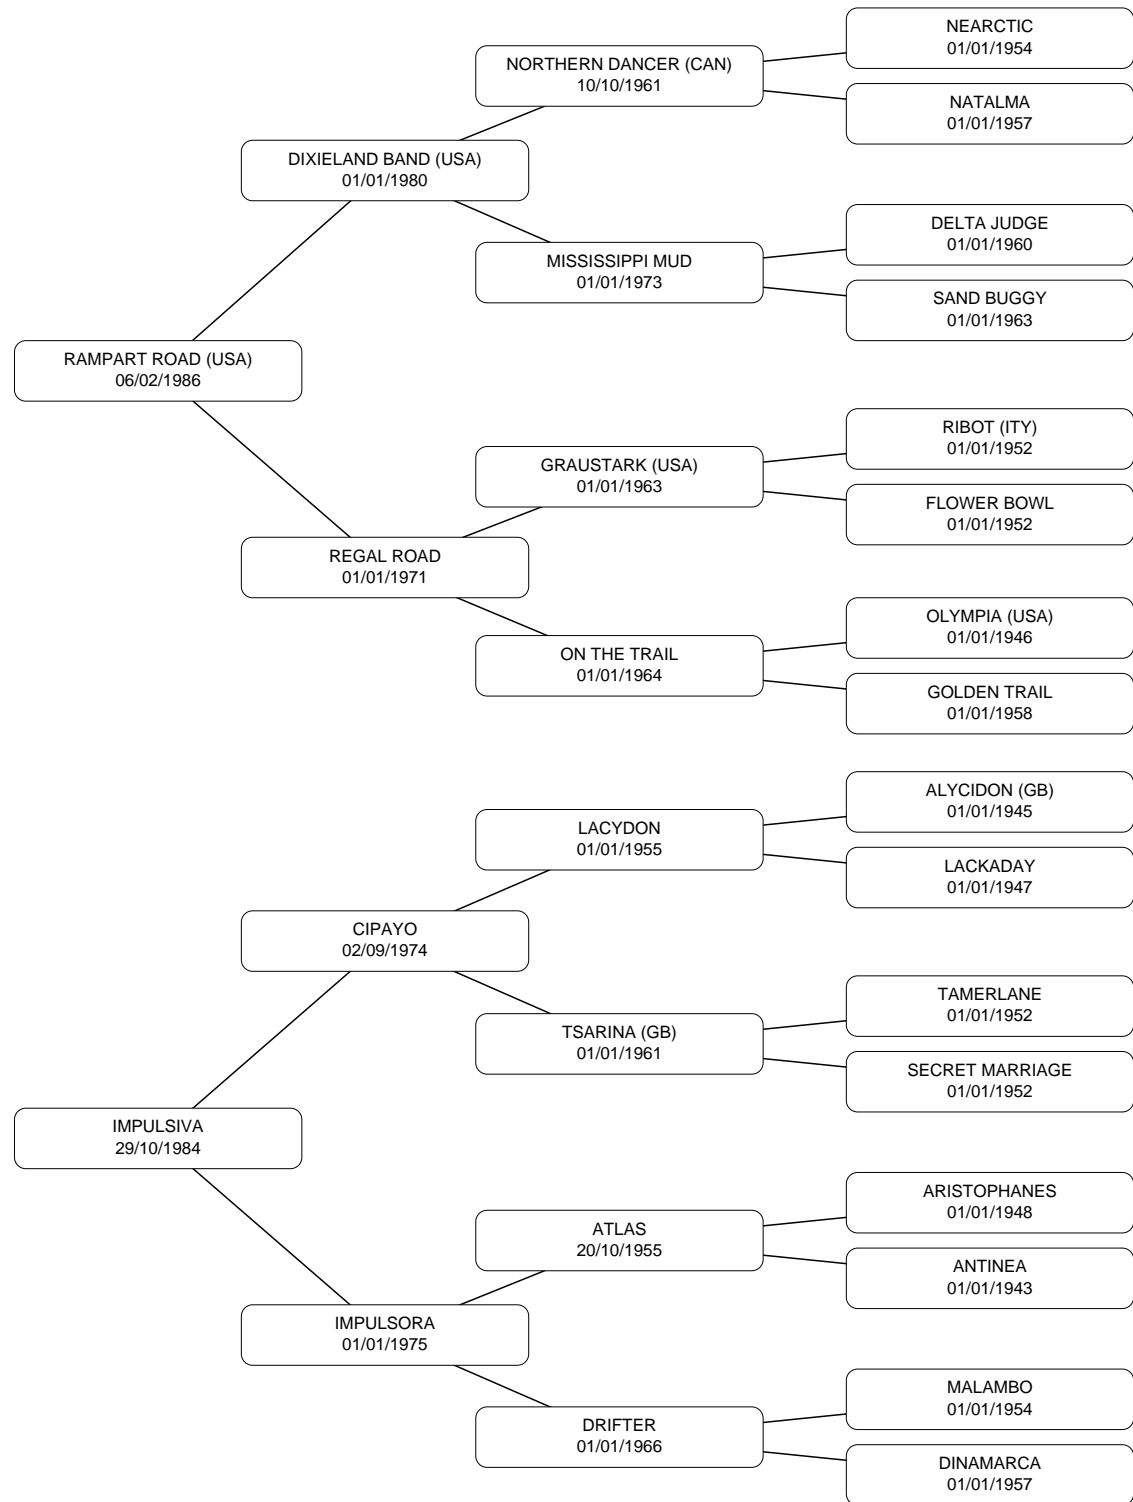 NEARCTIC
01/01/1954
NORTHERN DANCER (CAN)
10/10/1961
NATALMA
01/01/1957
DIXIELAND BAND (USA)
01/01/1980
DELTA JUDGE
01/01/1960
MISSISSIPPI MUD
01/01/1973
SAND BUGGY
01/01/1963
RAMPART ROAD (USA)
06/02/1986
RIBOT (ITY)
01/01/1952
GRAUSTARK (USA)
01/01/1963
FLOWER BOWL
01/01/1952
REGAL ROAD
01/01/1971
OLYMPIA (USA)
01/01/1946
ON THE TRAIL
01/01/1964
GOLDEN TRAIL
01/01/1958
ALYCIDON (GB)
01/01/1945
LACYDON
01/01/1955
LACKADAY
01/01/1947
CIPAYO
02/09/1974
TAMERLANE
01/01/1952
TSARINA (GB)
01/01/1961
SECRET MARRIAGE
01/01/1952
IMPULSIVA
29/10/1984
ARISTOPHANES
01/01/1948
ATLAS
20/10/1955
ANTINEA
01/01/1943
IMPULSORA
01/01/1975
MALAMBO
01/01/1954
DRIFTER
01/01/1966
DINAMARCA
01/01/1957